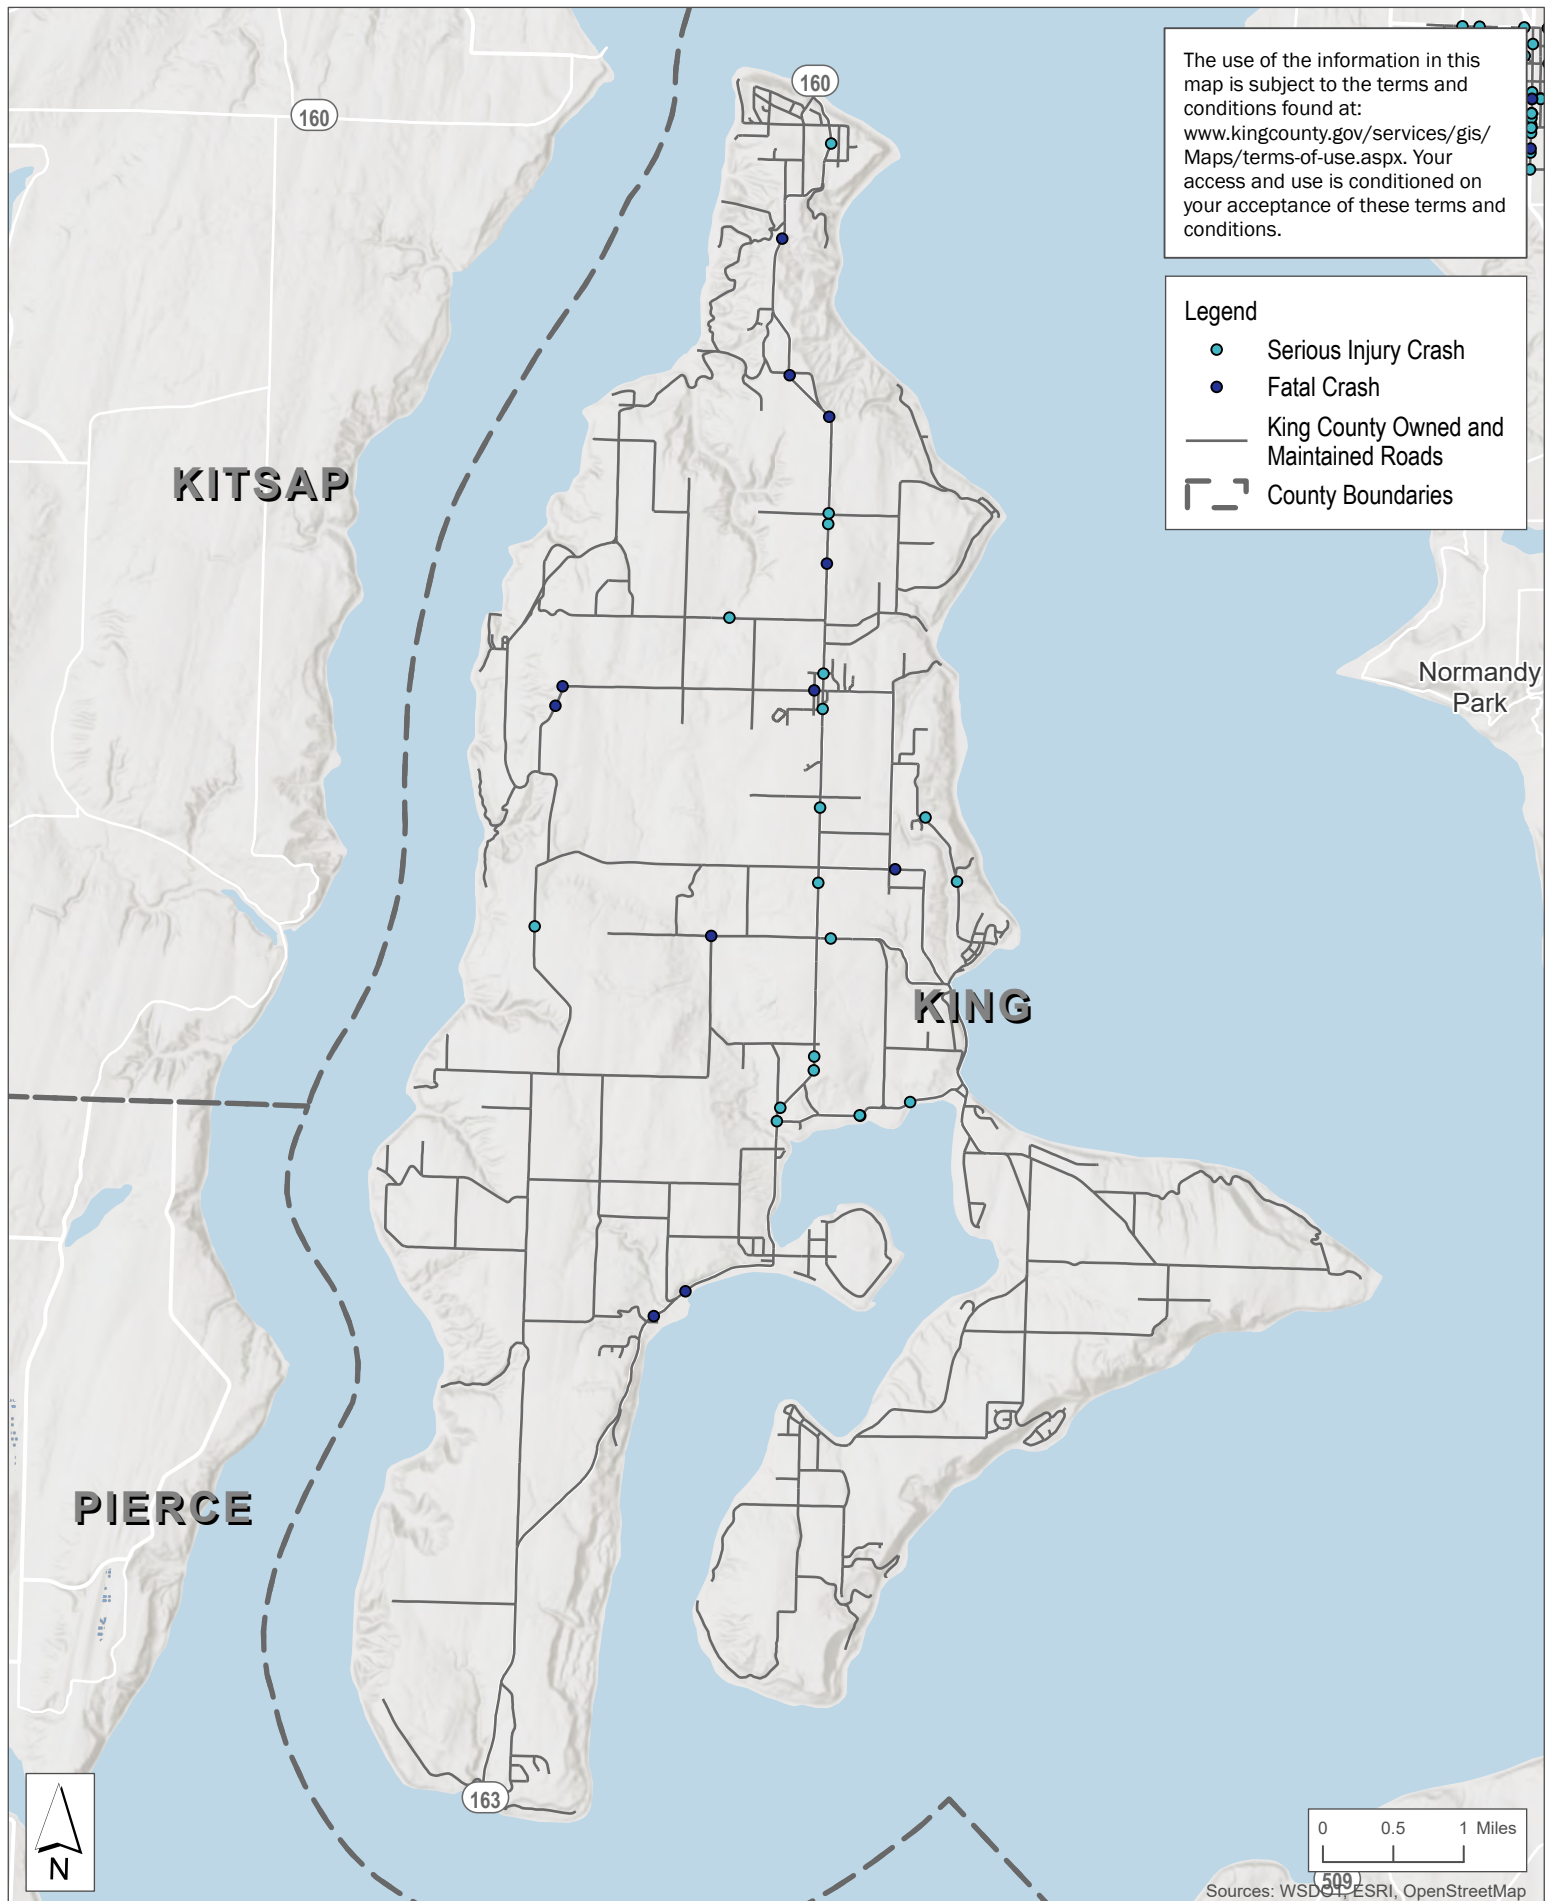 160
160
The use of the information in this
map is subject to the terms and
conditions found at:
www.kingcounty.gov/services/gis/
Maps/terms-of-use.aspx. Your
access and use is conditioned on
your acceptance of these terms and
conditions.
Legend
Serious Injury Crash
Fatal Crash
King County Owned and
Maintained Roads
County Boundaries
KITSAP
Normandy
Park
KING
PIERCE
163
N
0 0.5 1 Miles
509
Sources: WSDOT, ESRI, OpenStreetMap